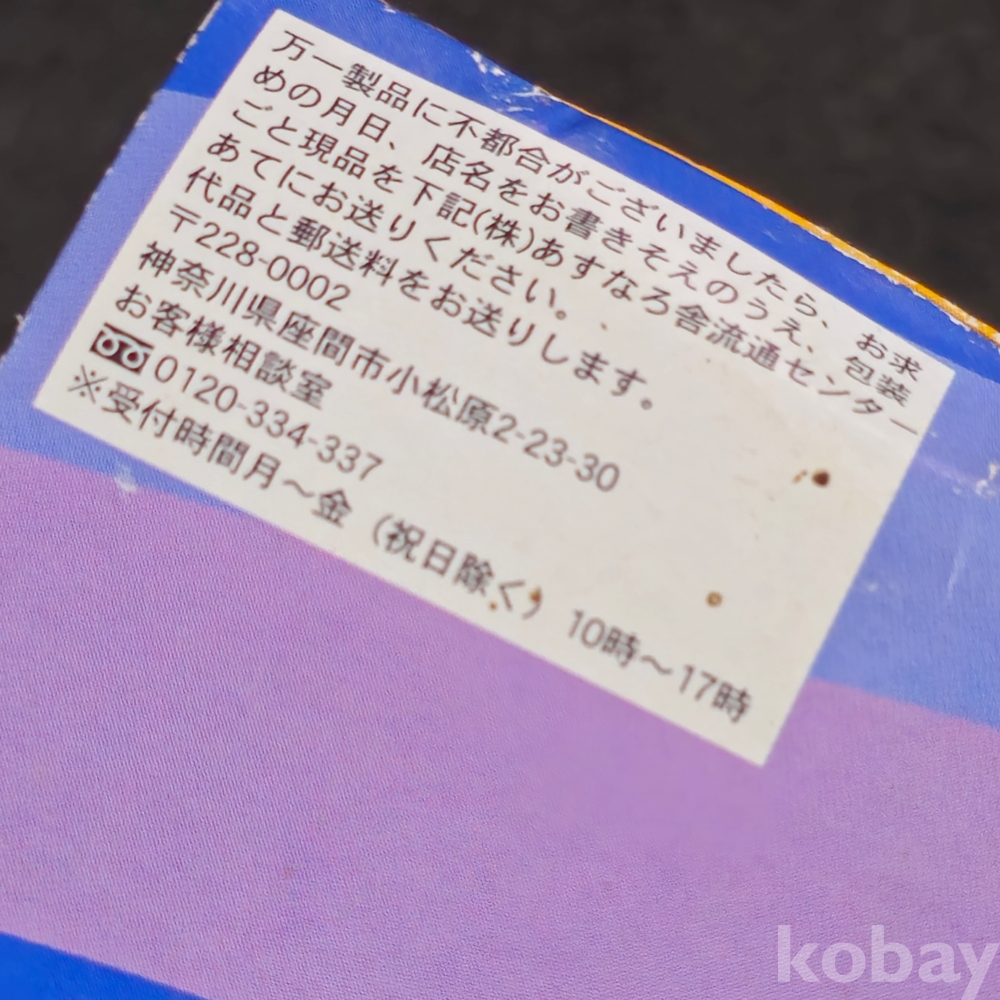 万一製品に不都合がございましたら、お求
めの月日、店名をお書きそえのうえ、包装
ごと現品を下記(株)あすなろ舎流通センター
あてにお送りください。
代品と郵送料をお送りします。
〒228-0002
神奈川県座間市小松原2-23-30
お客様相談室
0120-334-337
※受付時間月～金（祝日除く）10時～17時
kobay